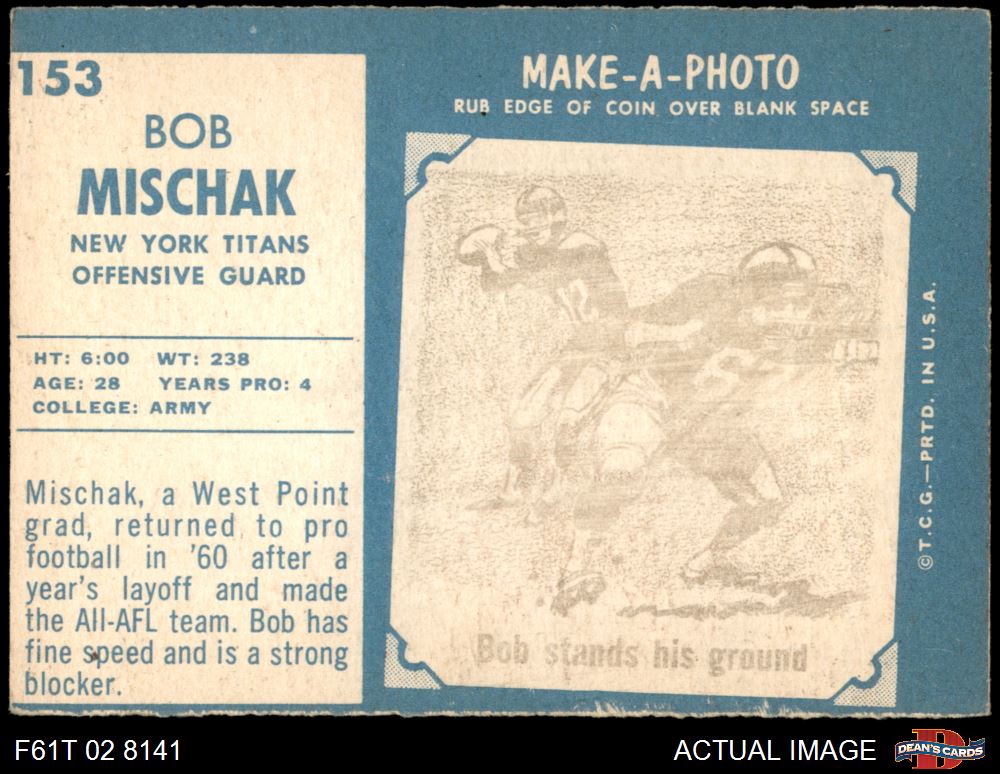 153
BOB
MISCHAK
NEW YORK TITANS
OFFENSIVE GUARD
HT: 6:00 WT: 238
AGE: 28 YEARS PRO: 4
COLLEGE: ARMY
Mischak, a West Point
grad, returned to pro
football in '60 after a
year's layoff and made
the All-AFL team. Bob has
fine speed and is a strong
blocker.
MAKE-A-PHOTO
RUB EDGE OF COIN OVER BLANK SPACE
12
Bob stands his ground
©T.C.G.—PRTD. IN U.S.A.
F61T 02 8141
ACTUAL IMAGE
D
DEAN'S CARDS